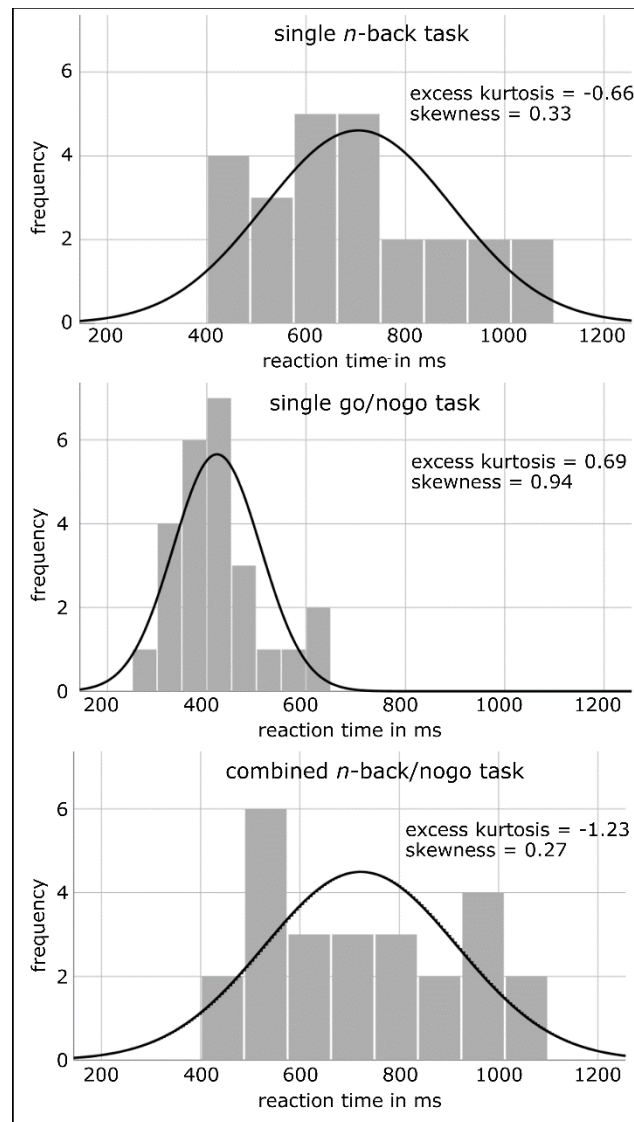 single n-back task
excess kurtosis = -0.66
skewness = 0.33
frequency
6
4
2
0
200 400 600 800 1000 1200
reaction time in ms
single go/nogo task
excess kurtosis = 0.69
skewness = 0.94
frequency
6
4
2
0
200 400 600 800 1000 1200
reaction time in ms
combined n-back/nogo task
excess kurtosis = -1.23
skewness = 0.27
frequency
6
4
2
0
200 400 600 800 1000 1200
reaction time in ms